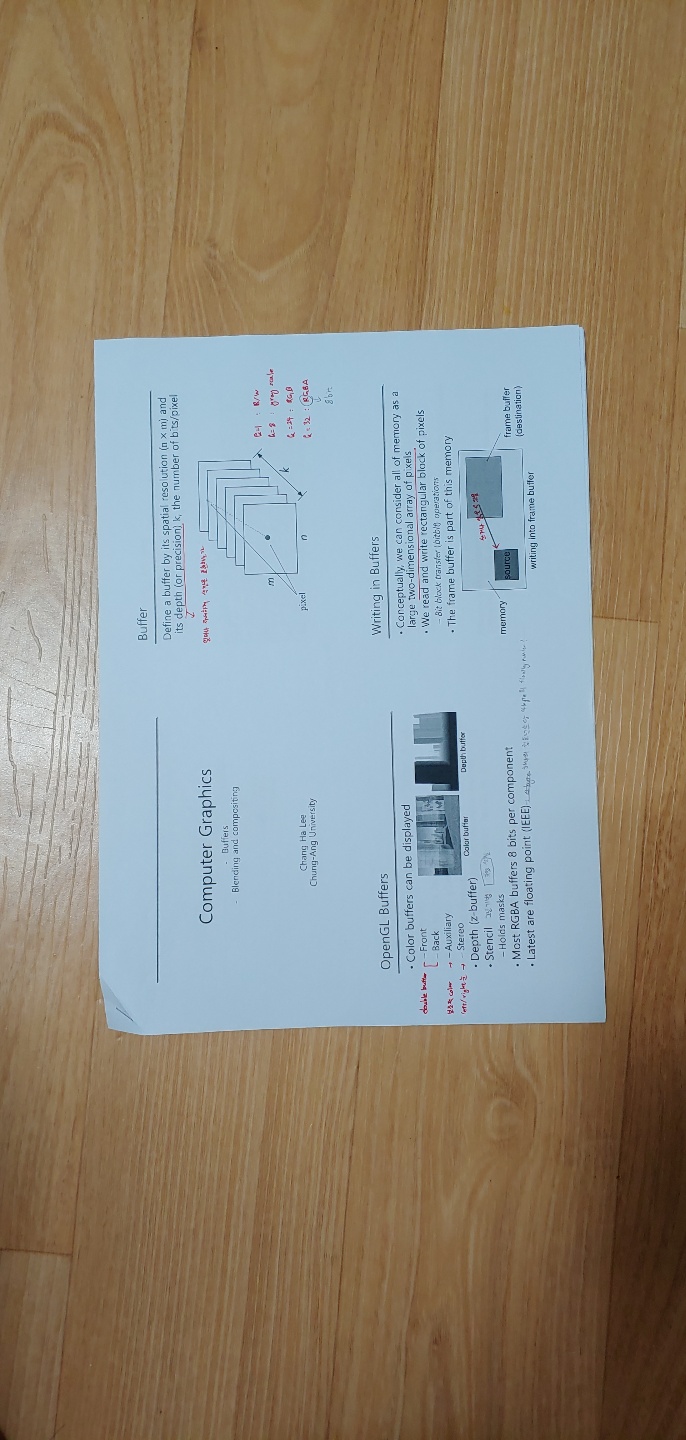 Computer Graphics
- Buffers
- Blending and compositing
Chang Ha Lee
Chung-Ang University
Buffer
Define a buffer by its spatial resolution (n x m) and
its depth (or precision) k, the number of bits/pixel
k=1 : B/W
k=8 : gray scale
k=24 : RGB
k=32 : RGBA
8bit
m
n
k
pixel
OpenGL Buffers
• Color buffers can be displayed
double buffer
– Front
– Back
→ – Auxiliary
left/right → – Stereo
• Depth (z-buffer)
• Stencil
– Holds masks
• Most RGBA buffers 8 bits per component
• Latest are floating point (IEEE)
Color buffer
Depth buffer
Writing in Buffers
• Conceptually, we can consider all of memory as a
large two-dimensional array of pixels
• We read and write rectangular block of pixels
– Bit block transfer (bitblt) operations
• The frame buffer is part of this memory
memory
source
frame buffer
(destination)
writing into frame buffer